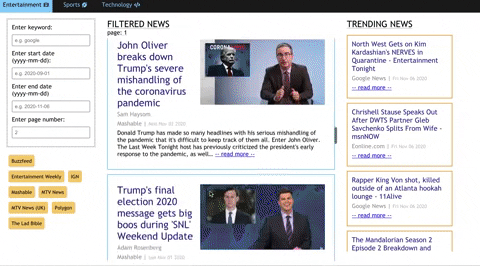 Entertainment
Sports
Technology </>
Enter keyword:
e.g. google
Enter start date
(yyyy-mm-dd):
e.g. 2020-09-01
Enter end date
(yyyy-mm-dd):
e.g. 2020-11-06
Enter page number:
2
Buzzfeed
Entertainment Weekly IGN
Mashable MTV News
MTV News (UK) Polygon
The Lad Bible
FILTERED NEWS
page: 1
John Oliver
breaks down
Trump's severe
mishandling of
the coronavirus
pandemic
Sam Haysom
Mashable | Mon Nov 02 2020
Donald Trump has made so many headlines with his serious mishandling of
the pandemic that it's difficult to keep track of them all. Enter John Oliver.
The Last Week Tonight host has previously criticized the president's early
response to the pandemic, as well… -- read more --
Trump's final
election 2020
message gets big
boos during 'SNL'
Weekend Update
Adam Rosenberg
Mashable | Sun Nov 01 2020
TRENDING NEWS
North West Gets on Kim
Kardashian's NERVES in
Quarantine - Entertainment
Tonight
Google News | Fri Nov 06 2020
-- read more --
Chrishell Stause Speaks Out
After DWTS Partner Gleb
Savchenko Splits From Wife -
msnNOW
Eonline.com | Fri Nov 06 2020
-- read more --
Rapper King Von shot, killed
outside of an Atlanta hookah
lounge - 11Alive
Google News | Fri Nov 06 2020
-- read more --
The Mandalorian Season 2
Episode 2 Breakdown and